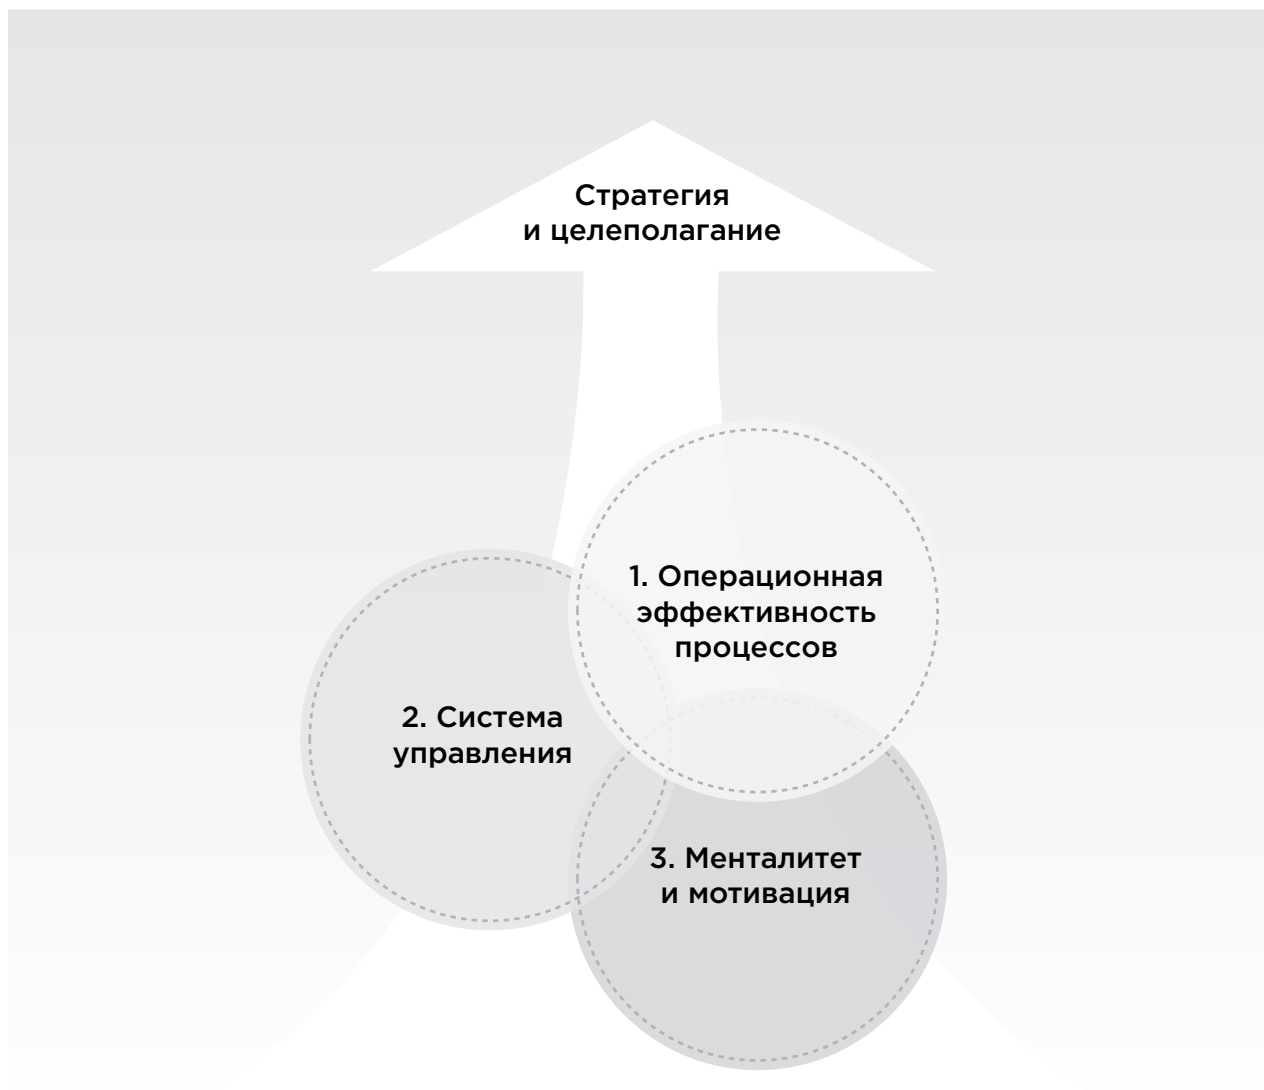 Стратегия
и целеполагание
1. Операционная
эффективность
процессов
2. Система
управления
3. Менталитет
и мотивация